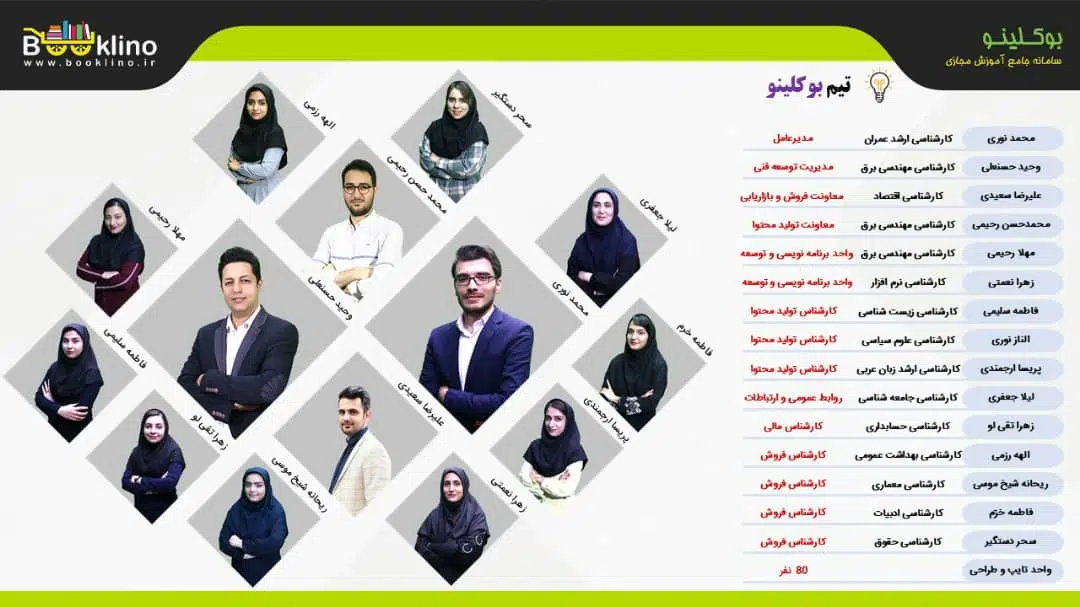 Booklino
www.booklino.ir
بوکلینو
سامانه جامع آموزش مجازی
تیم بوکلینو
محمد نوری کارشناسی ارشد عمران مدیرعامل
وحید حسنعلی کارشناسی مهندسی برق مدیریت توسعه فنی
علیرضا سعیدی کارشناسی اقتصاد معاونت فروش و بازاریابی
محمدحسن رحیمی کارشناسی مهندسی برق معاونت تولید محتوا
مهلا رحیمی کارشناسی مهندسی برق واحد برنامه نویسی و توسعه
زهرا نعمتی کارشناسی نرم افزار واحد برنامه نویسی و توسعه
فاطمه سلیمی کارشناسی زیست شناسی کارشناس تولید محتوا
الناز نوری کارشناسی علوم سیاسی کارشناس تولید محتوا
پریسا ارجمندی کارشناسی ارشد زبان عربی کارشناس تولید محتوا
لیلا جعفری کارشناسی جامعه شناسی روابط عمومی و ارتباطات
زهرا تقی لو کارشناسی حسابداری کارشناس مالی
الهه رزمی کارشناسی بهداشت عمومی کارشناس فروش
ریحانه شیخ موسی کارشناسی معماری کارشناس فروش
فاطمه خرم کارشناسی ادبیات کارشناس فروش
سحر دستگیر کارشناسی حقوق کارشناس فروش
واحد تایپ و طراحی 80 نفر
سحر دستگیر
الهه رزمی
محمد حسن رحیمی
لیلا جعفری
مهلا رحیمی
محمد نوری
وحید حسنعلی
فاطمه خرم
فاطمه سلیمی
علیرضا سعیدی
پریسا ارجمندی
زهرا تقی لو
ریحانه شیخ موسی
زهرا نعمتی